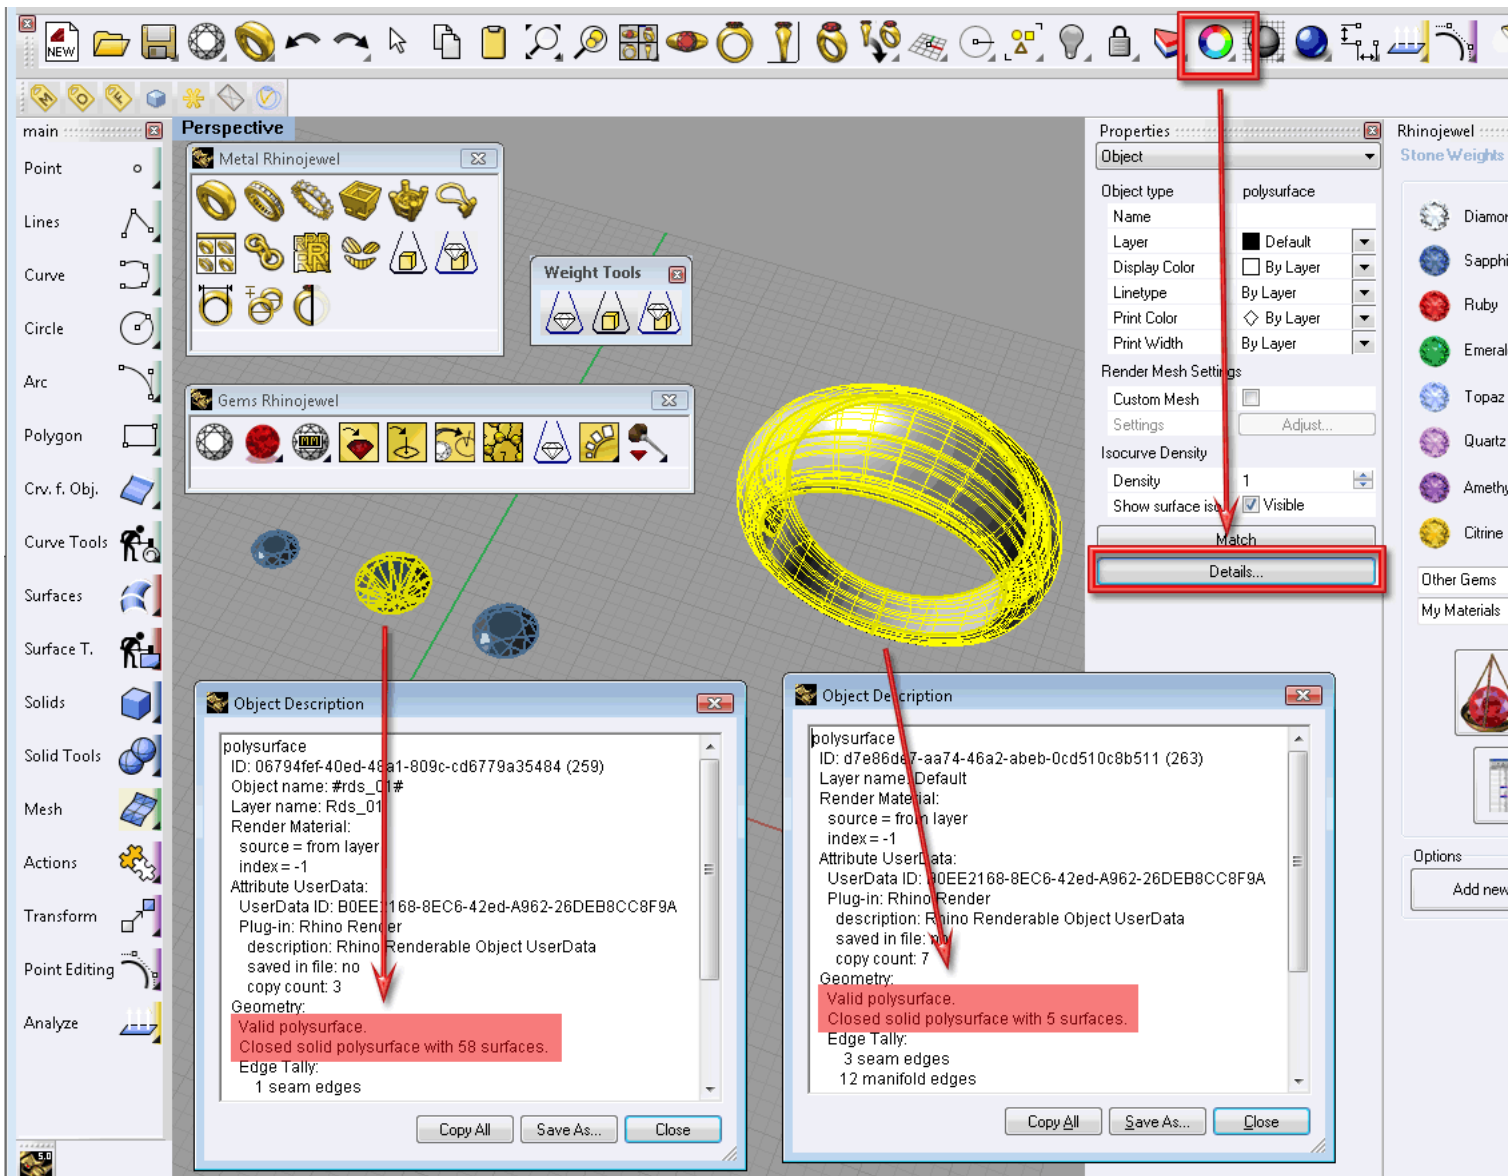 NEW
main
Point
Lines
Curve
Circle
Arc
Polygon
Crv. f. Obj.
Curve Tools
Surfaces
Surface T.
Solids
Solid Tools
Mesh
Actions
Transform
Point Editing
Analyze
5.0
Perspective
Metal Rhinojewel
Weight Tools
Gems Rhinojewel
MM
7
Properties
Object
Object type polysurface
Name
Layer Default
Display Color By Layer
Linetype By Layer
Print Color By Layer
Print Width By Layer
Render Mesh Settings
Custom Mesh
Settings Adjust...
Isocurve Density
Density 1
Show surface iso Visible
Match
Details...
Rhinojewel
Stone Weights
Diamon
Sapphi
Ruby
Emeral
Topaz
Quartz
Amethy
Citrine
Other Gems
My Materials
Options
Add new
Object Description
polysurface
ID: 06794fef-40ed-48a1-809c-cd6779a35484 (259)
Object name: #rds_01#
Layer name: Rds_01
Render Material:
source = from layer
index = -1
Attribute UserData:
UserData ID: B0EE2168-8EC6-42ed-A962-26DEB8CC8F9A
Plug-in: Rhino Render
description: Rhino Renderable Object UserData
saved in file: no
copy count: 3
Geometry:
Valid polysurface.
Closed solid polysurface with 58 surfaces.
Edge Tally:
1 seam edges
Copy All Save As... Close
Object Description
polysurface
ID: d7e86de7-aa74-46a2-abeb-0cd510c8b511 (263)
Layer name: Default
Render Material:
source = from layer
index = -1
Attribute UserData:
UserData ID: B0EE2168-8EC6-42ed-A962-26DEB8CC8F9A
Plug-in: Rhino Render
description: Rhino Renderable Object UserData
saved in file: no
copy count: 7
Geometry:
Valid polysurface.
Closed solid polysurface with 5 surfaces.
Edge Tally:
3 seam edges
12 manifold edges
Copy All Save As... Close